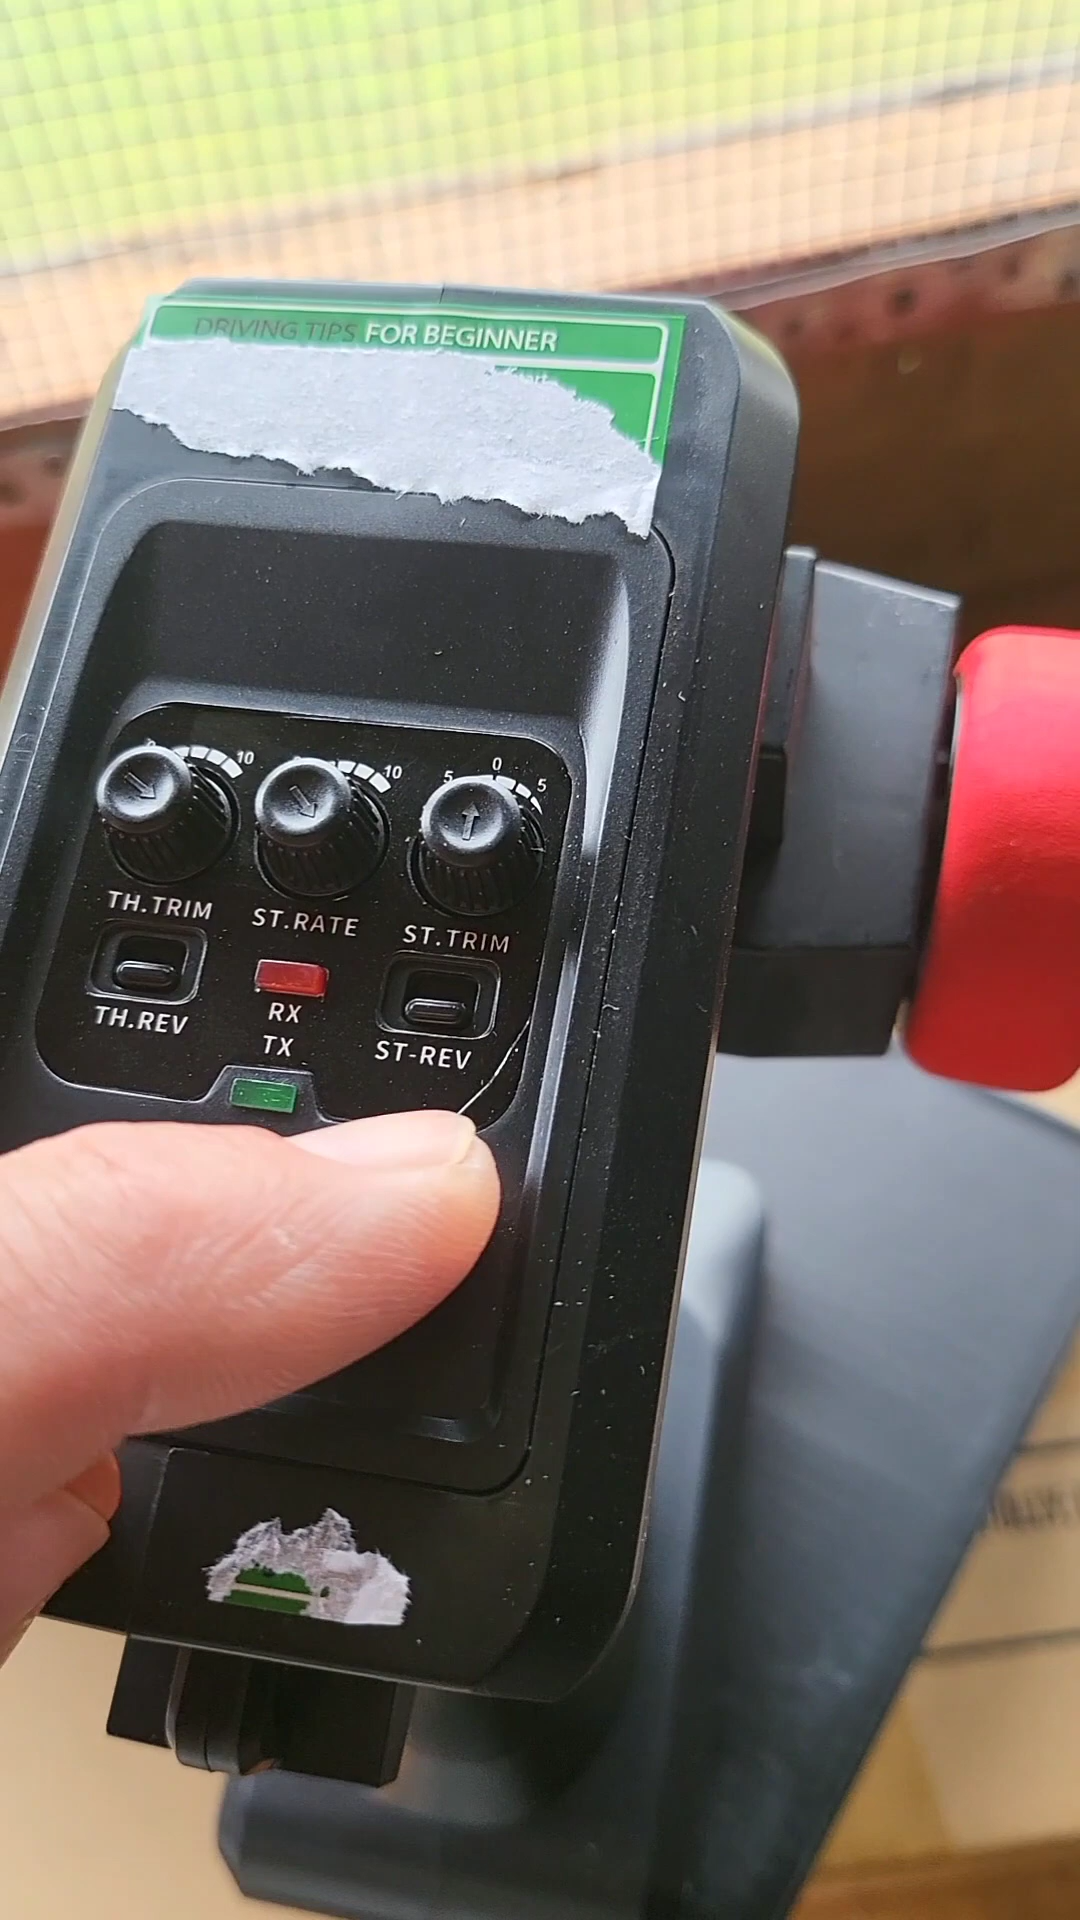 DRIVING TIPS FOR BEGINNER
Start
10
10
5 0 5
TH.TRIM
ST.RATE
ST.TRIM
TH.REV
RX
TX
ST-REV